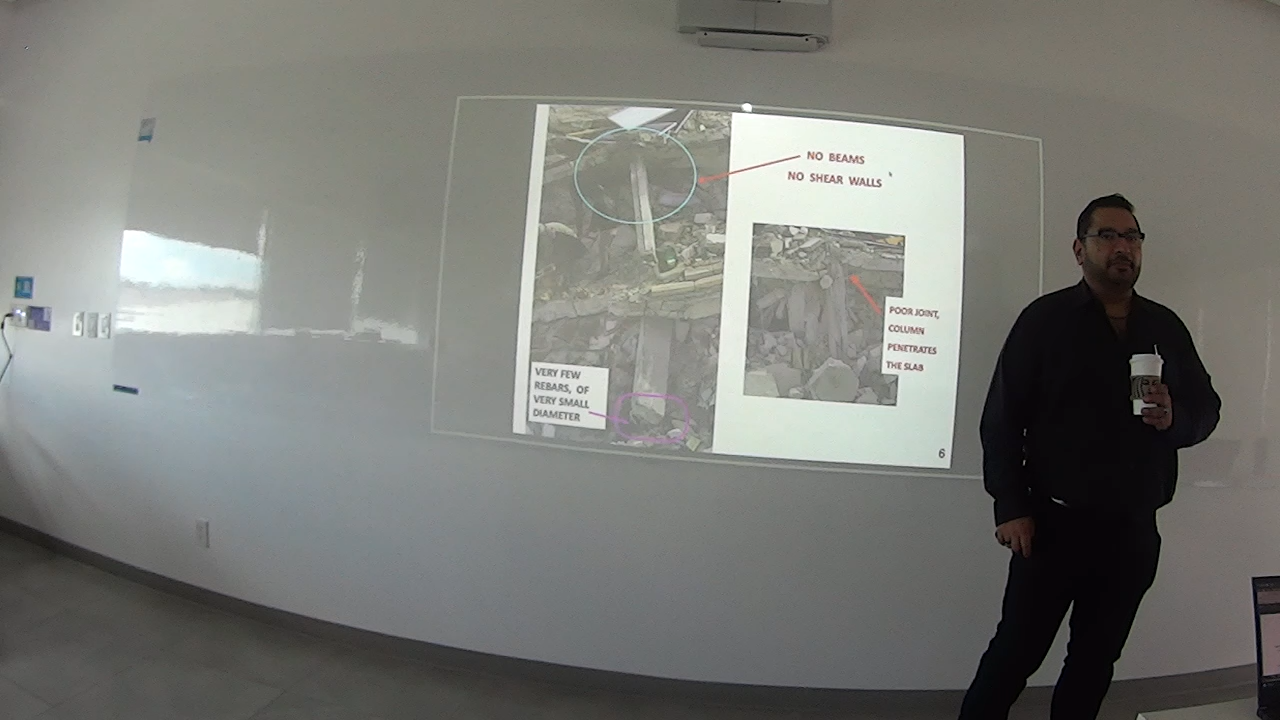 NO BEAMS
NO SHEAR WALLS
POOR JOINT,
COLUMN
PENETRATES
THE SLAB
VERY FEW
REBARS, OF
VERY SMALL
DIAMETER
6